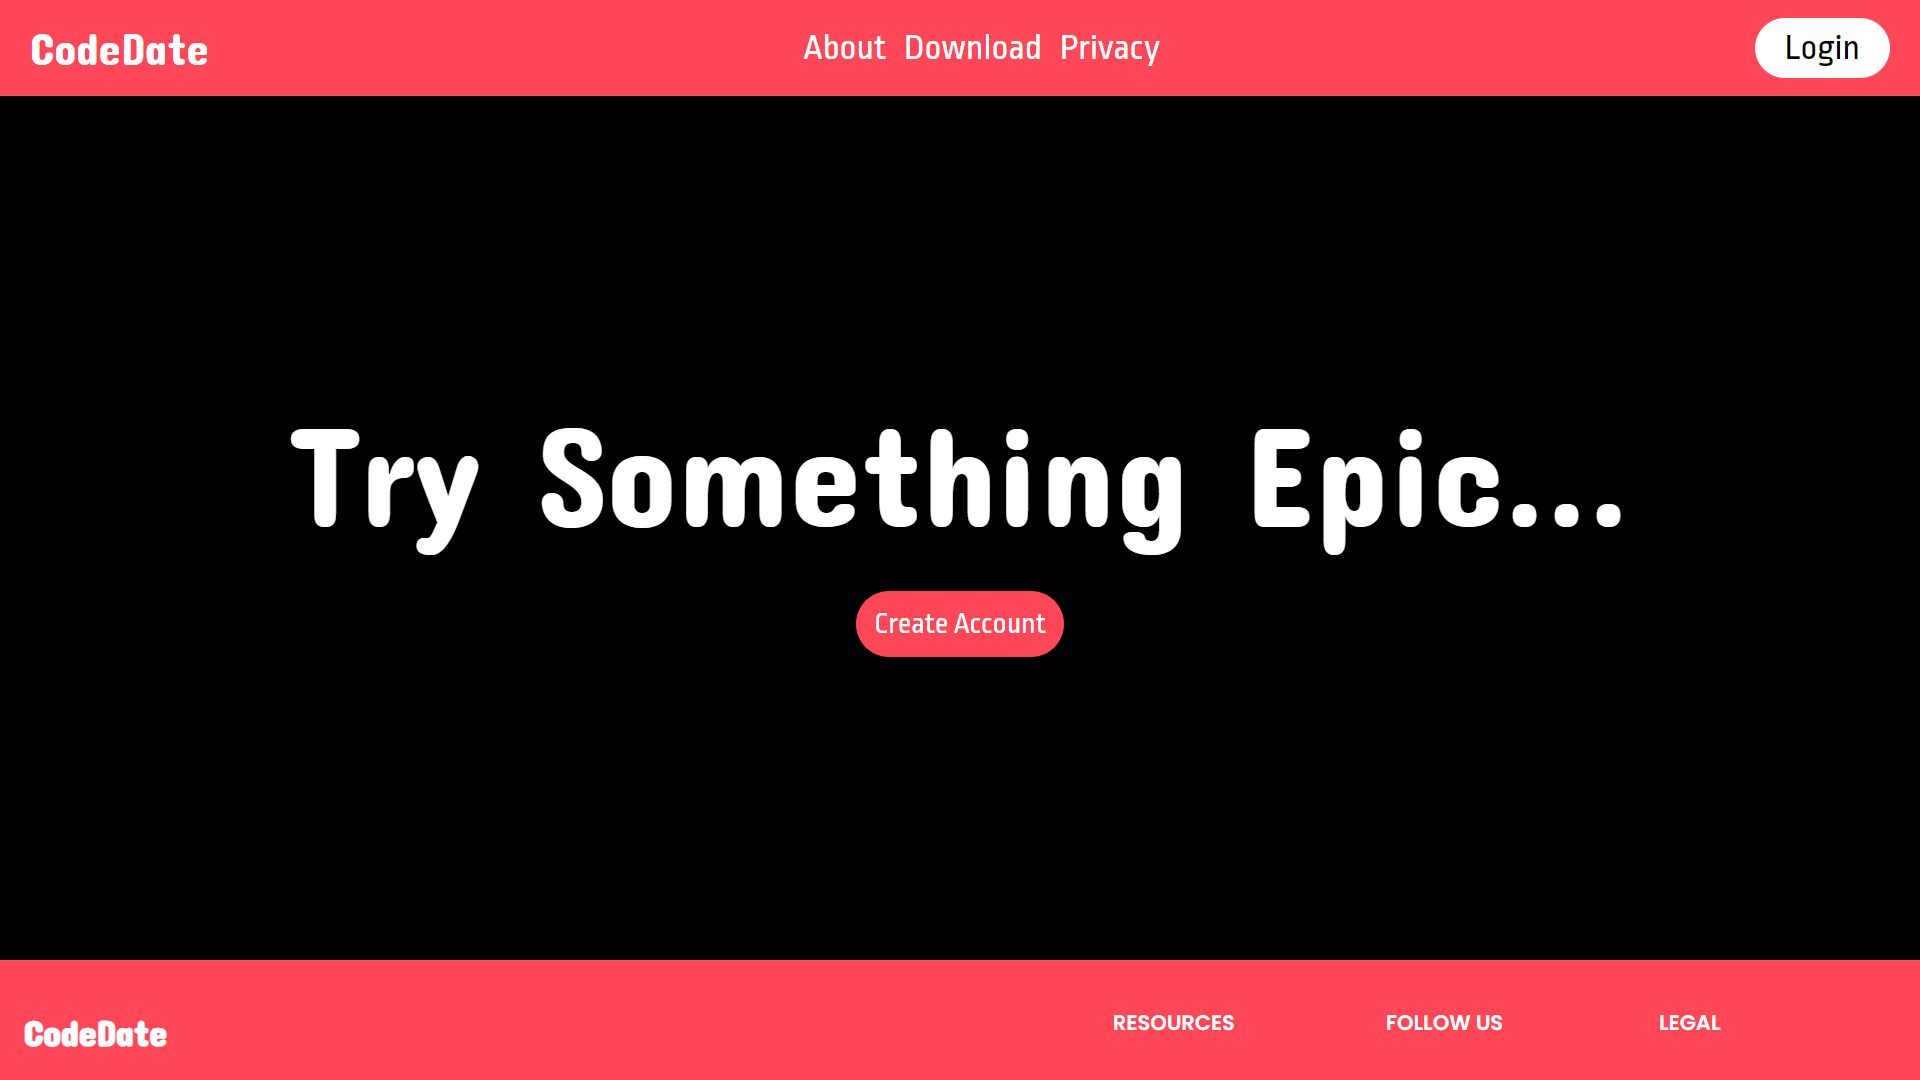 CodeDate About Download Privacy Login
Try Something Epic...
Create Account
CodeDate RESOURCES FOLLOW US LEGAL